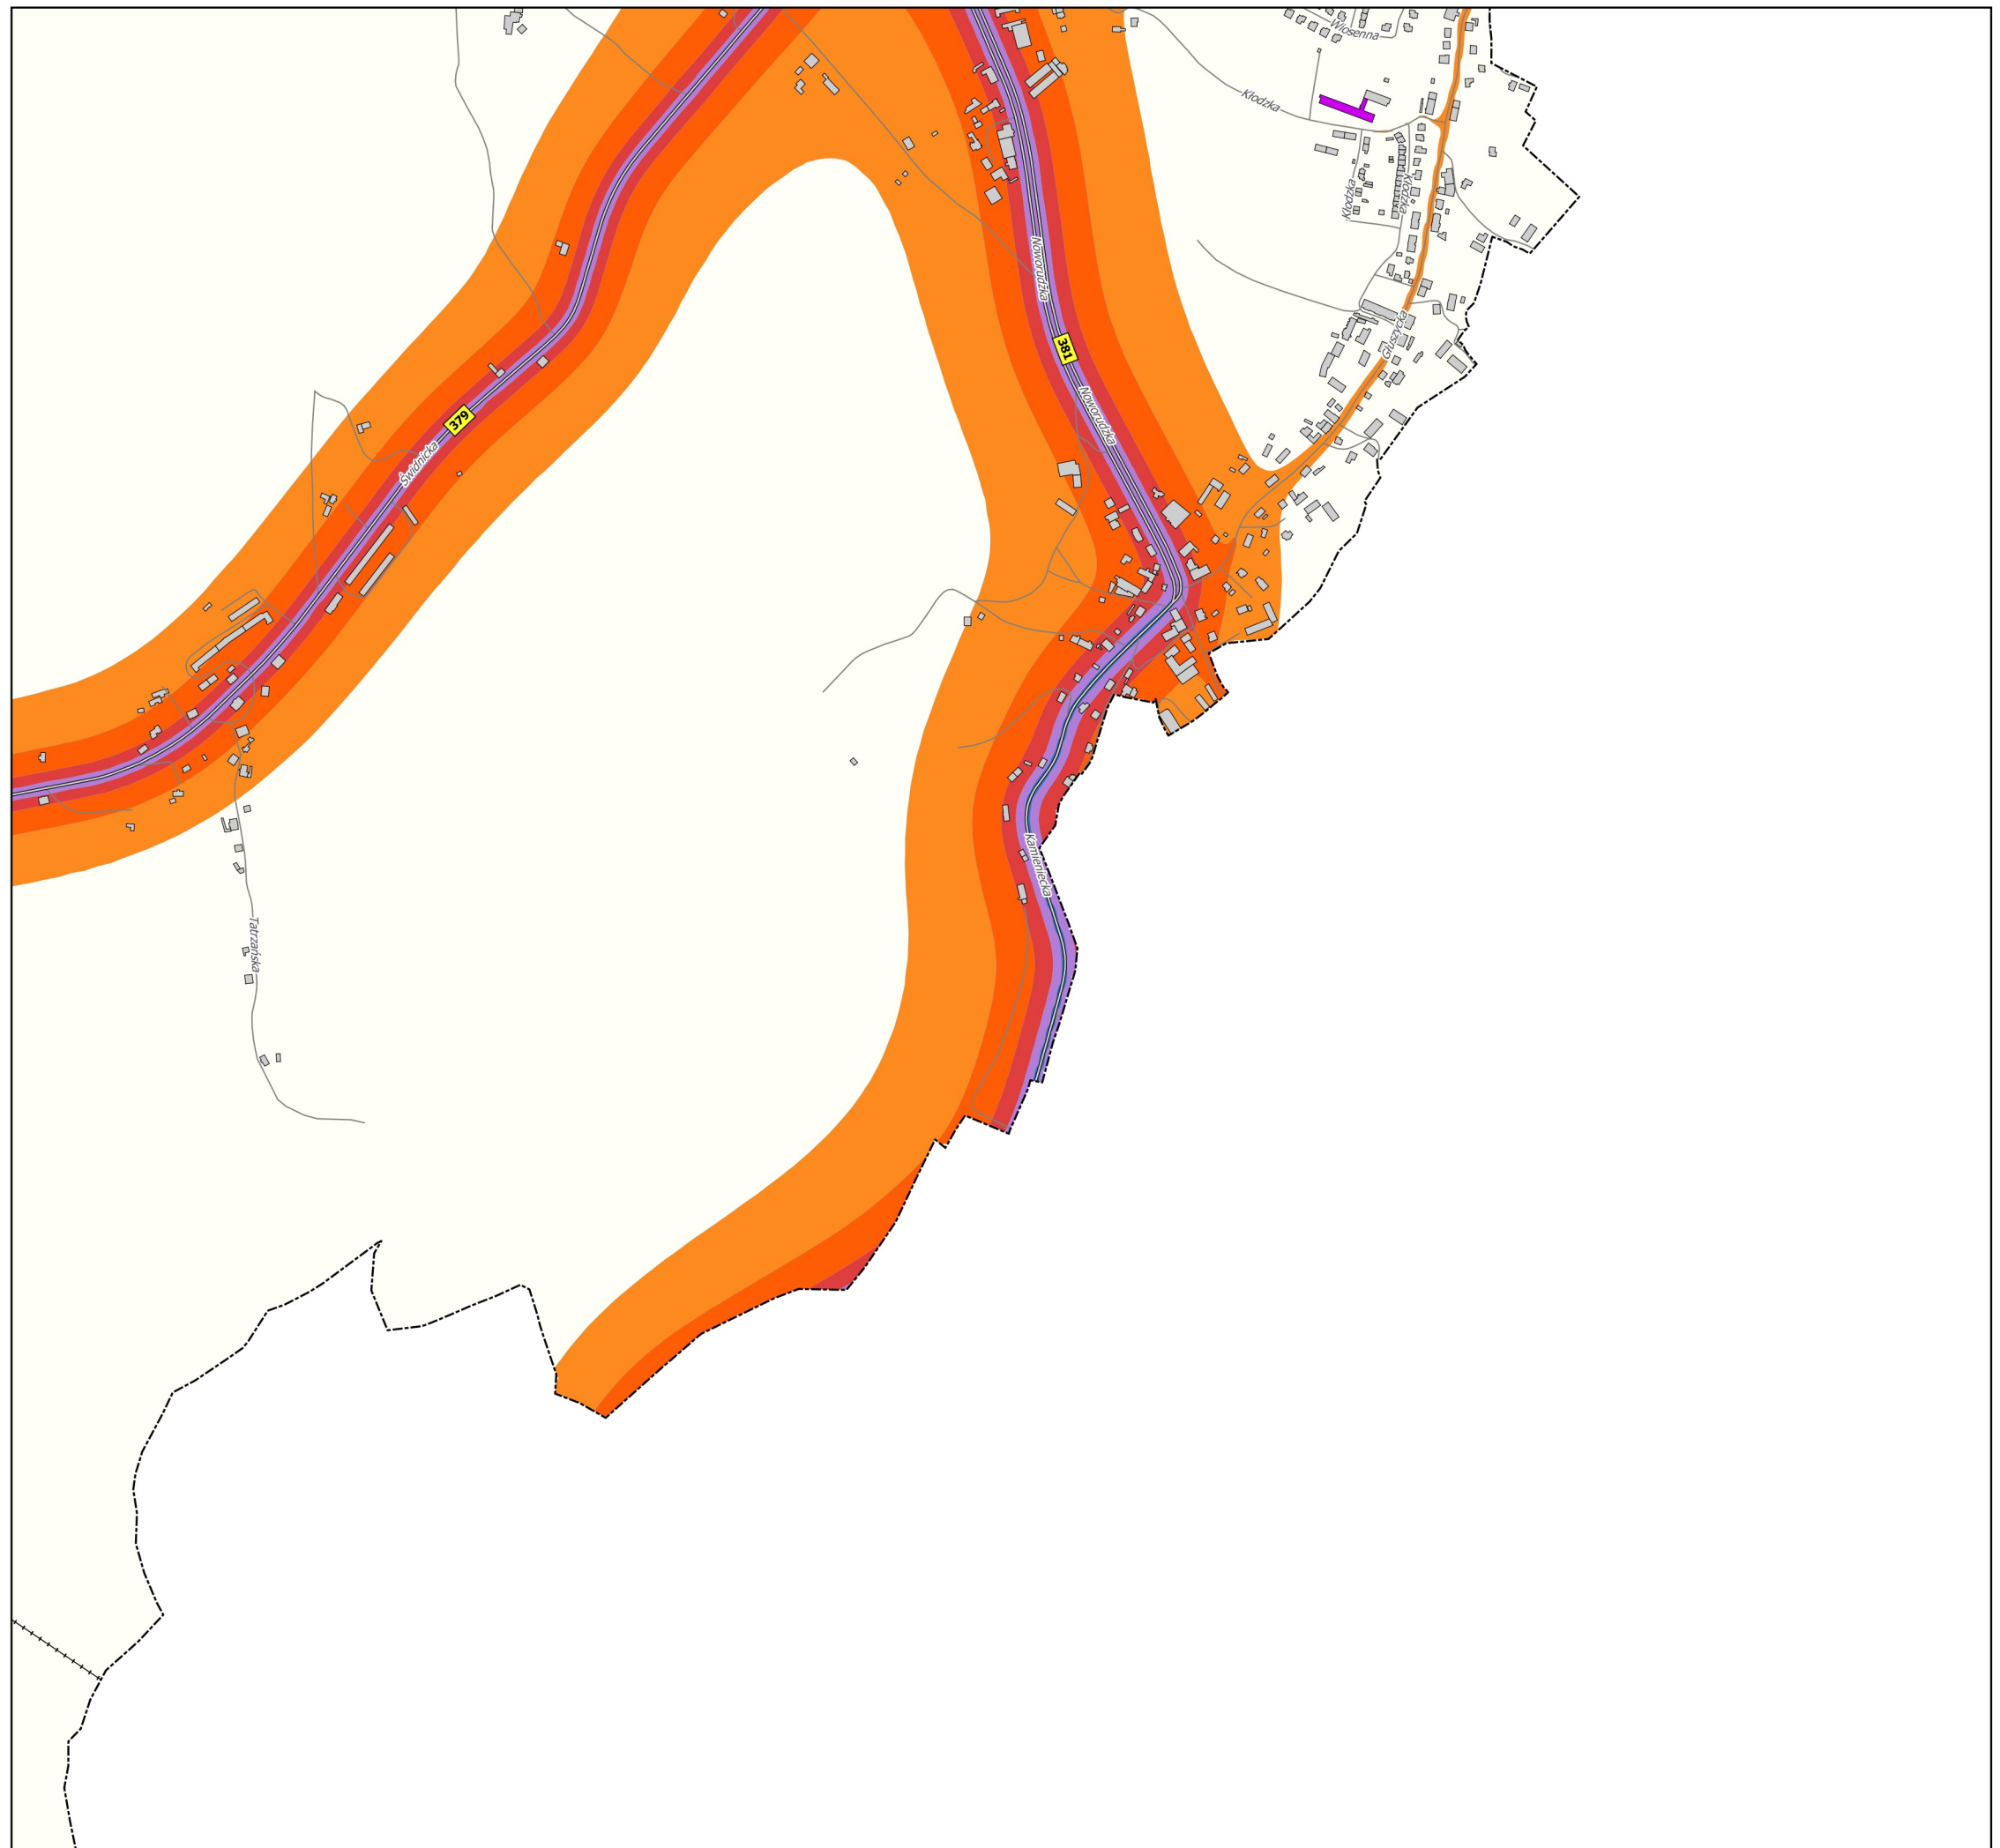 Wiosenna
Kłodzka
Kłodzka
Kłodzka
Noworudzka
381
Głuszycka
Noworudzka
379
Świdnicka
Kamieniecka
Tatrzańska